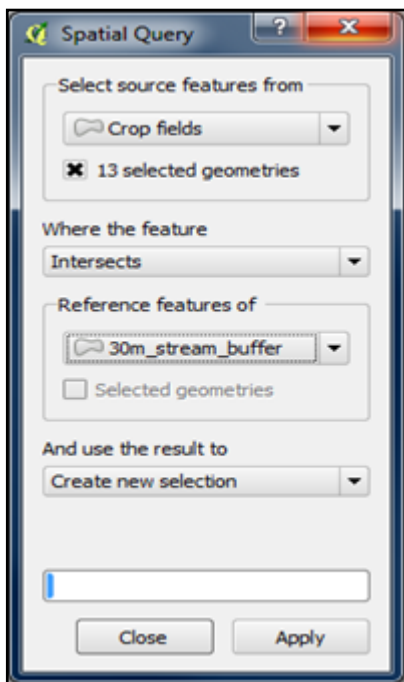 Spatial Query
?
Select source features from
Crop fields
13 selected geometries
Where the feature
Intersects
Reference features of
30m_stream_buffer
Selected geometries
And use the result to
Create new selection
Close Apply